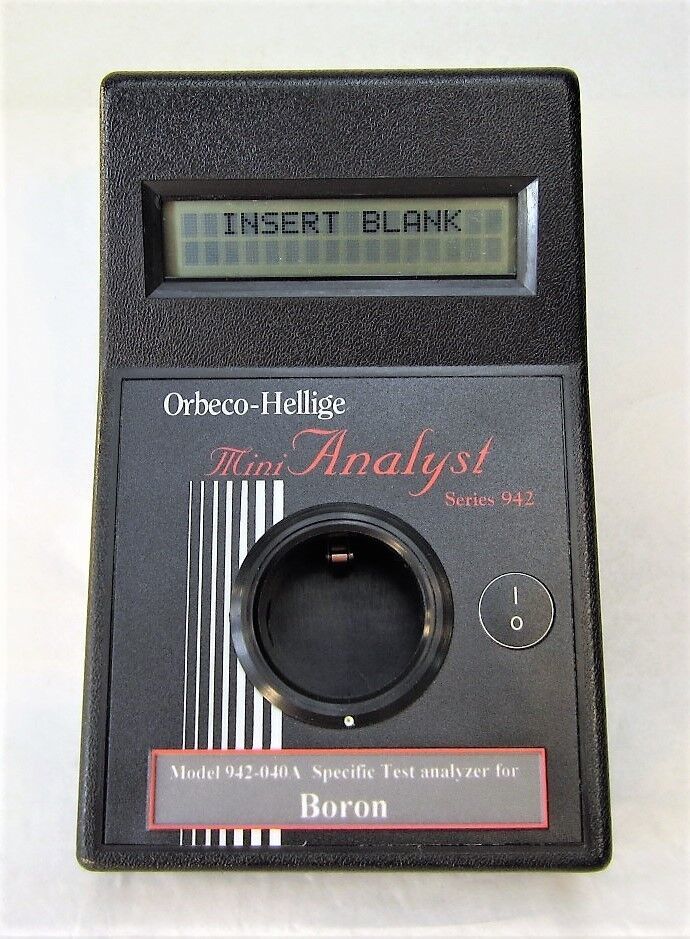 INSERT BLANK
Orbeco-Hellige
Mini Analyst
Series 942
I
O
Model 942-040A Specific Test analyzer for
Boron